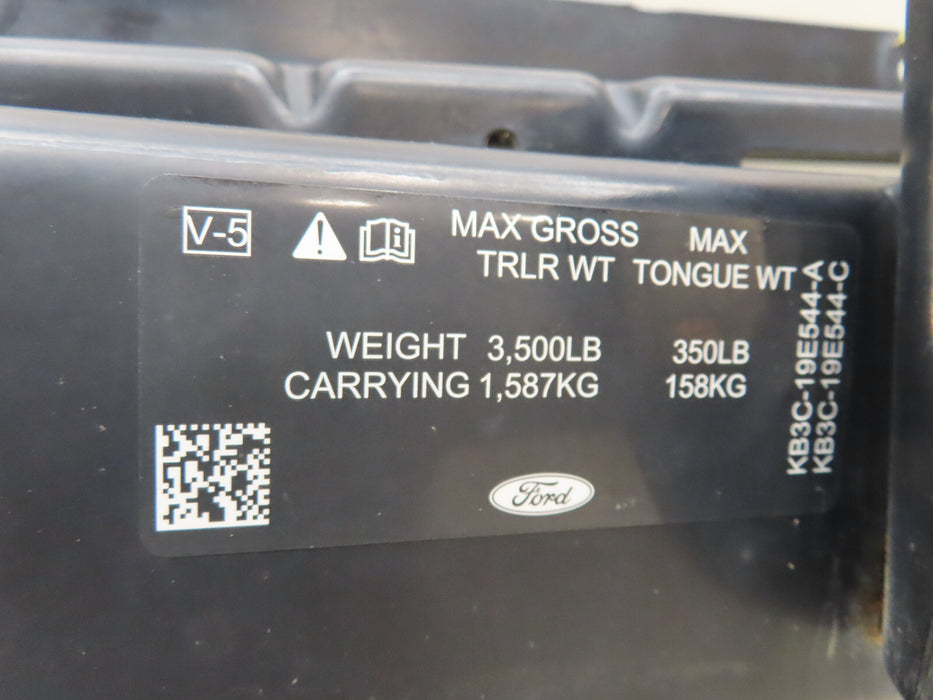 V-5
MAX GROSS
TRLR WT
MAX
TONGUE WT
WEIGHT 3,500LB 350LB
CARRYING 1,587KG 158KG
Ford
KB3C-19E544-A
KB3C-19E544-C